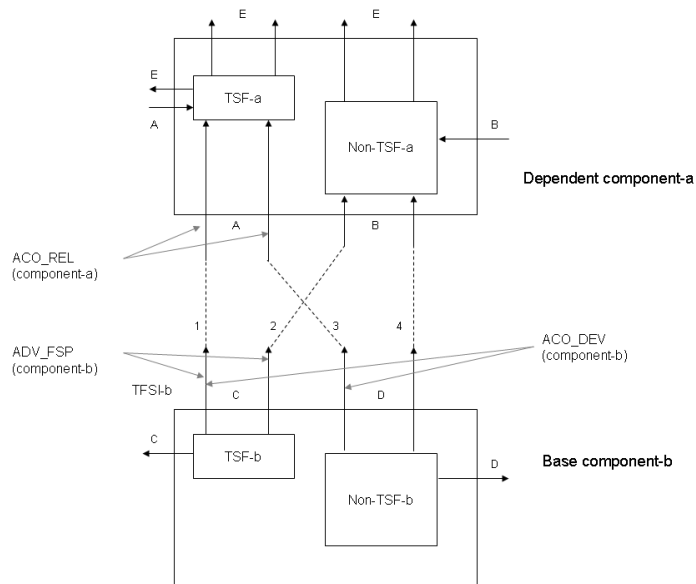 E
E
E
TSF-a
A
B
Non-TSF-a
Dependent component-a
A
B
ACO_REL
(component-a)
1
2
3
4
ADV_FSP
(component-b)
ACO_DEV
(component-b)
TFSI-b
C
D
C
TSF-b
Base component-b
D
Non-TSF-b